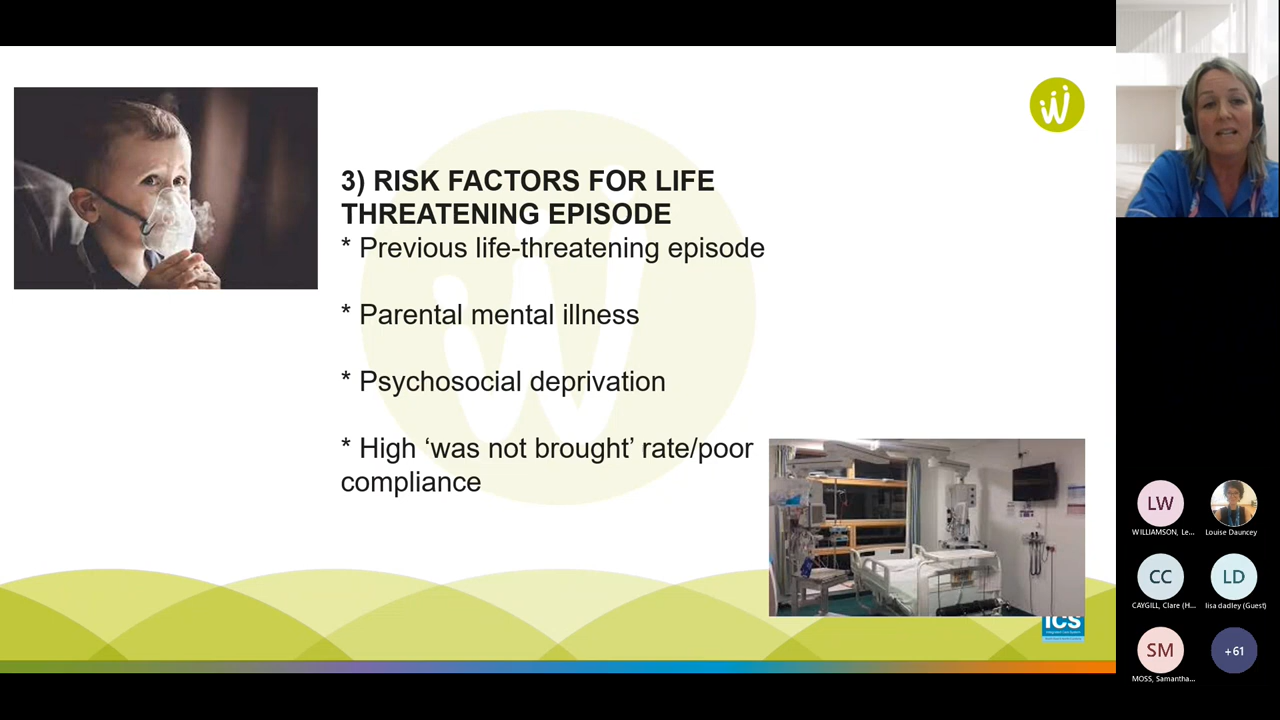 3) RISK FACTORS FOR LIFE
THREATENING EPISODE
* Previous life-threatening episode
* Parental mental illness
* Psychosocial deprivation
* High ‘was not brought’ rate/poor
compliance
ICS
LW
WILLIAMSON, Le...
Louise Dauncey
CC
CAYGILL, Clare (H...
LD
lisa dadley (Guest)
SM
MOSS, Samantha...
+61